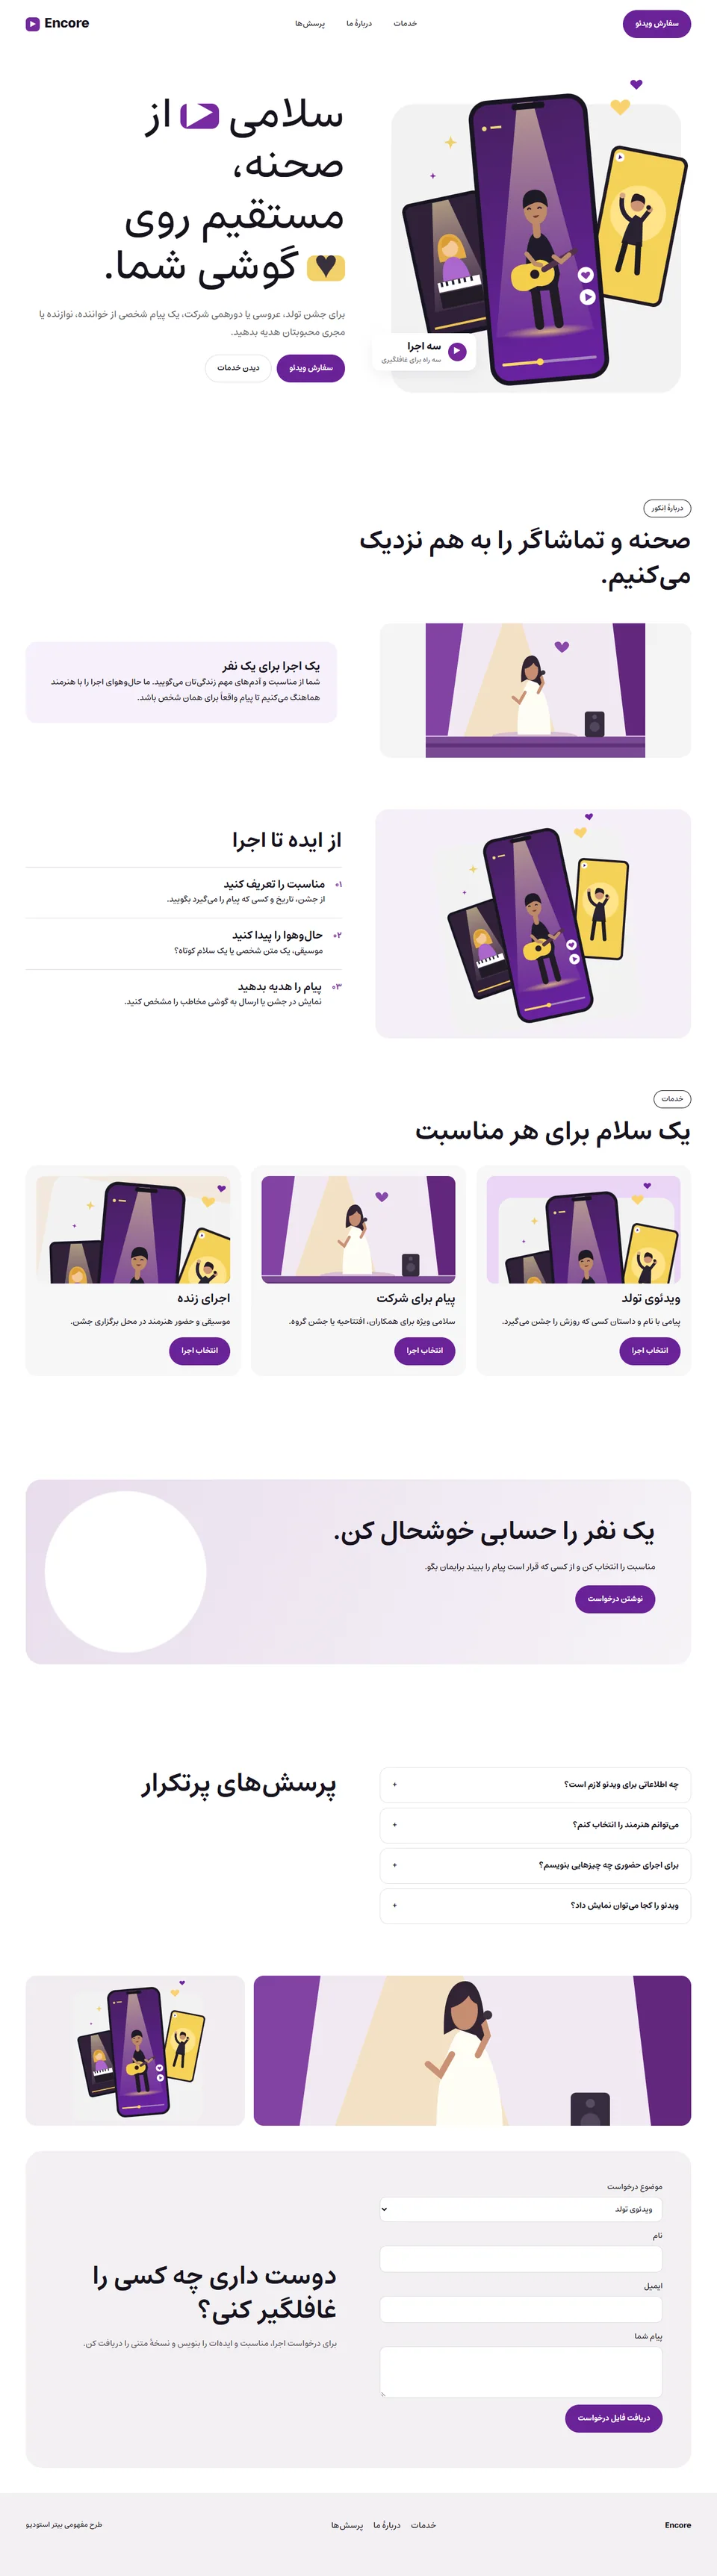 Encore
خدمات
دربارهٔ ما
پرسش‌ها
سفارش ویدئو
سلامی از
صحنه،
مستقیم روی
گوشی شما.
برای جشن تولد، عروسی یا دورهمی شرکت، یک پیام شخصی از خواننده، نوازنده یا
مجری محبوبتان هدیه بدهید.
سفارش ویدئو
دیدن خدمات
سه اجرا
سه راه برای غافلگیری
دربارهٔ انکور
صحنه و تماشاگر را به هم نزدیک
می‌کنیم.
یک اجرا برای یک نفر
شما از مناسبت و آدم‌های مهم زندگی‌تان می‌گویید. ما حال‌وهوای اجرا را با هنرمند
هماهنگ می‌کنیم تا پیام واقعاً برای همان شخص باشد.
از ایده تا اجرا
۰۱
مناسبت را تعریف کنید
از جشن، تاریخ و کسی که پیام را می‌گیرد بگویید.
۰۲
حال‌وهوا را پیدا کنید
موسیقی، یک متن شخصی یا یک سلام کوتاه؟
۰۳
پیام را هدیه بدهید
نمایش در جشن یا ارسال به گوشی مخاطب را مشخص کنید.
خدمات
یک سلام برای هر مناسبت
ویدئوی تولد
پیامی با نام و داستان کسی که روزش را جشن می‌گیرد.
انتخاب اجرا
پیام برای شرکت
سلامی ویژه برای همکاران، افتتاحیه یا جشن گروه.
انتخاب اجرا
اجرای زنده
موسیقی و حضور هنرمند در محل برگزاری جشن.
انتخاب اجرا
یک نفر را حسابی خوشحال کن.
مناسبت را انتخاب کن و از کسی که قرار است پیام را ببیند برایمان بگو.
نوشتن درخواست
پرسش‌های پرتکرار
چه اطلاعاتی برای ویدئو لازم است؟ +
می‌توانم هنرمند را انتخاب کنم؟ +
برای اجرای حضوری چه چیزهایی بنویسم؟ +
ویدئو را کجا می‌توان نمایش داد؟ +
دوست داری چه کسی را
غافلگیر کنی؟
برای درخواست اجرا، مناسبت و ایده‌ات را بنویس و نسخهٔ متنی را دریافت کن.
موضوع درخواست
ویدئوی تولد
نام
ایمیل
پیام شما
دریافت فایل درخواست
Encore
خدمات
دربارهٔ ما
پرسش‌ها
طرح مفهومی بیتر استودیو